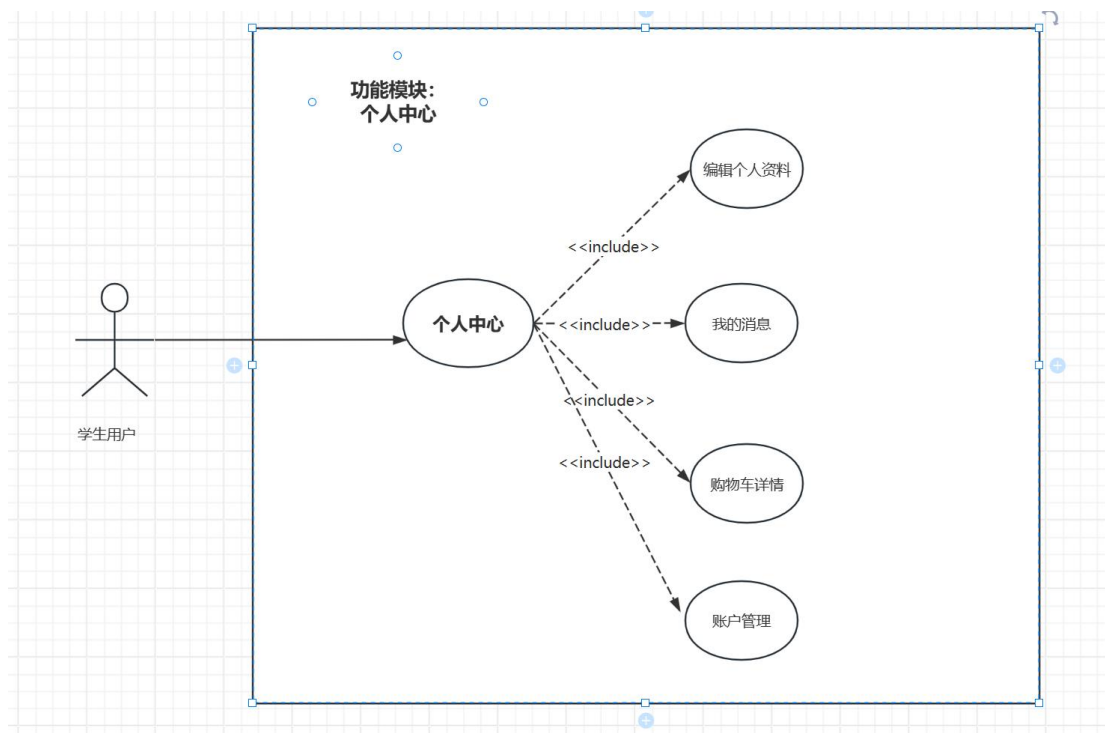 功能模块：
个人中心
编辑个人资料
<<include>>
个人中心
<<include>>
我的消息
<<include>>
学生用户
<<include>>
购物车详情
账户管理